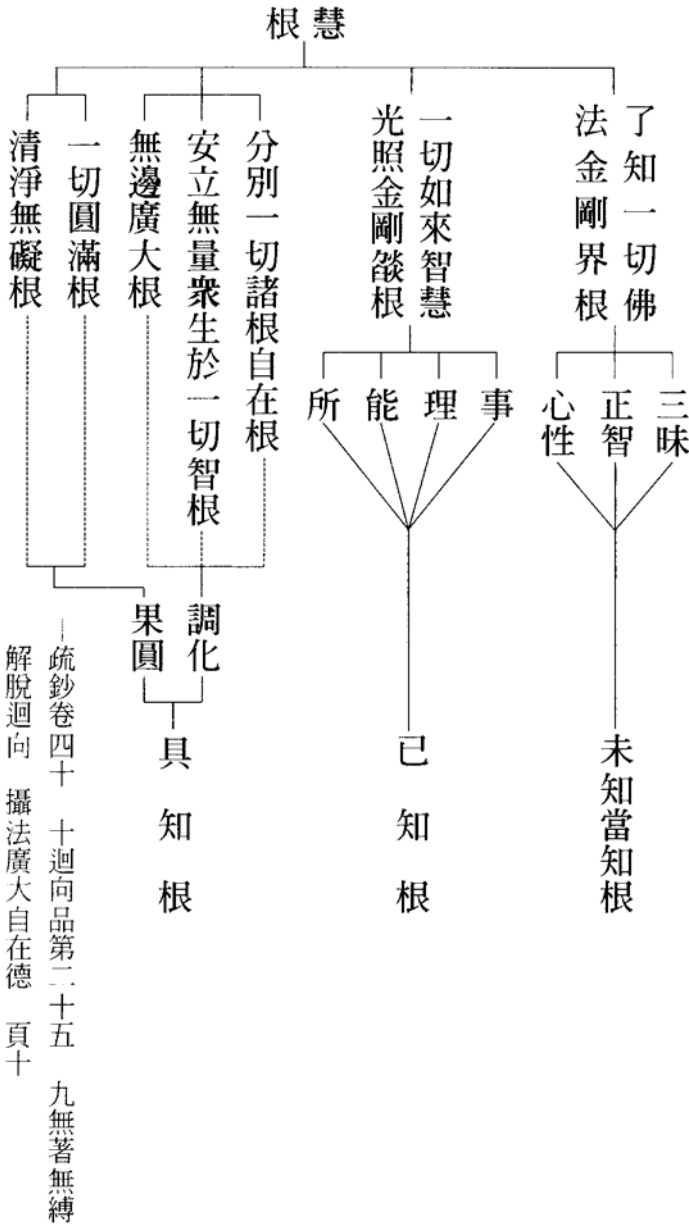 慧根
了知一切佛
法金剛界根
三昧
正智
心性
未知當知根
一切如來智慧
光照金剛燄根
事
理
能
所
已知根
分別一切諸根自在根
安立無量眾生於一切智根
無邊廣大根
調化
一切圓滿根
清淨無礙根
果圓
具知根
—疏鈔卷四十 十迴向品第二十五 九無著無縛
解脫迴向 攝法廣大自在德 頁十